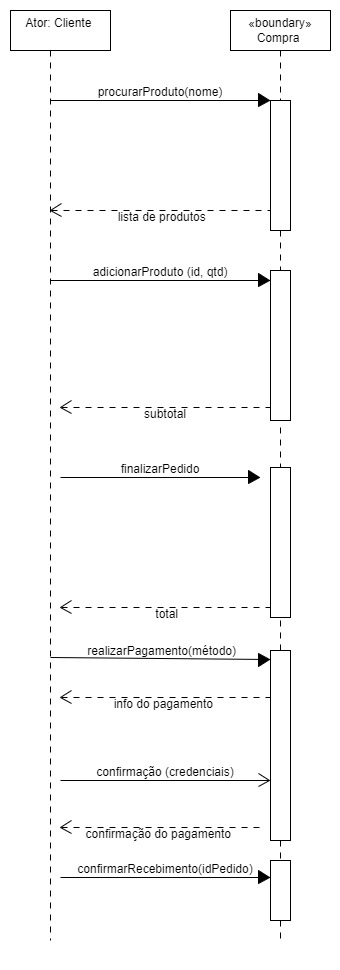 Ator: Cliente
«boundary»
Compra
procurarProduto(nome)
lista de produtos
adicionarProduto (id, qtd)
subtotal
finalizarPedido
total
realizarPagamento(método)
info do pagamento
confirmação (credenciais)
confirmação do pagamento
confirmarRecebimento(idPedido)